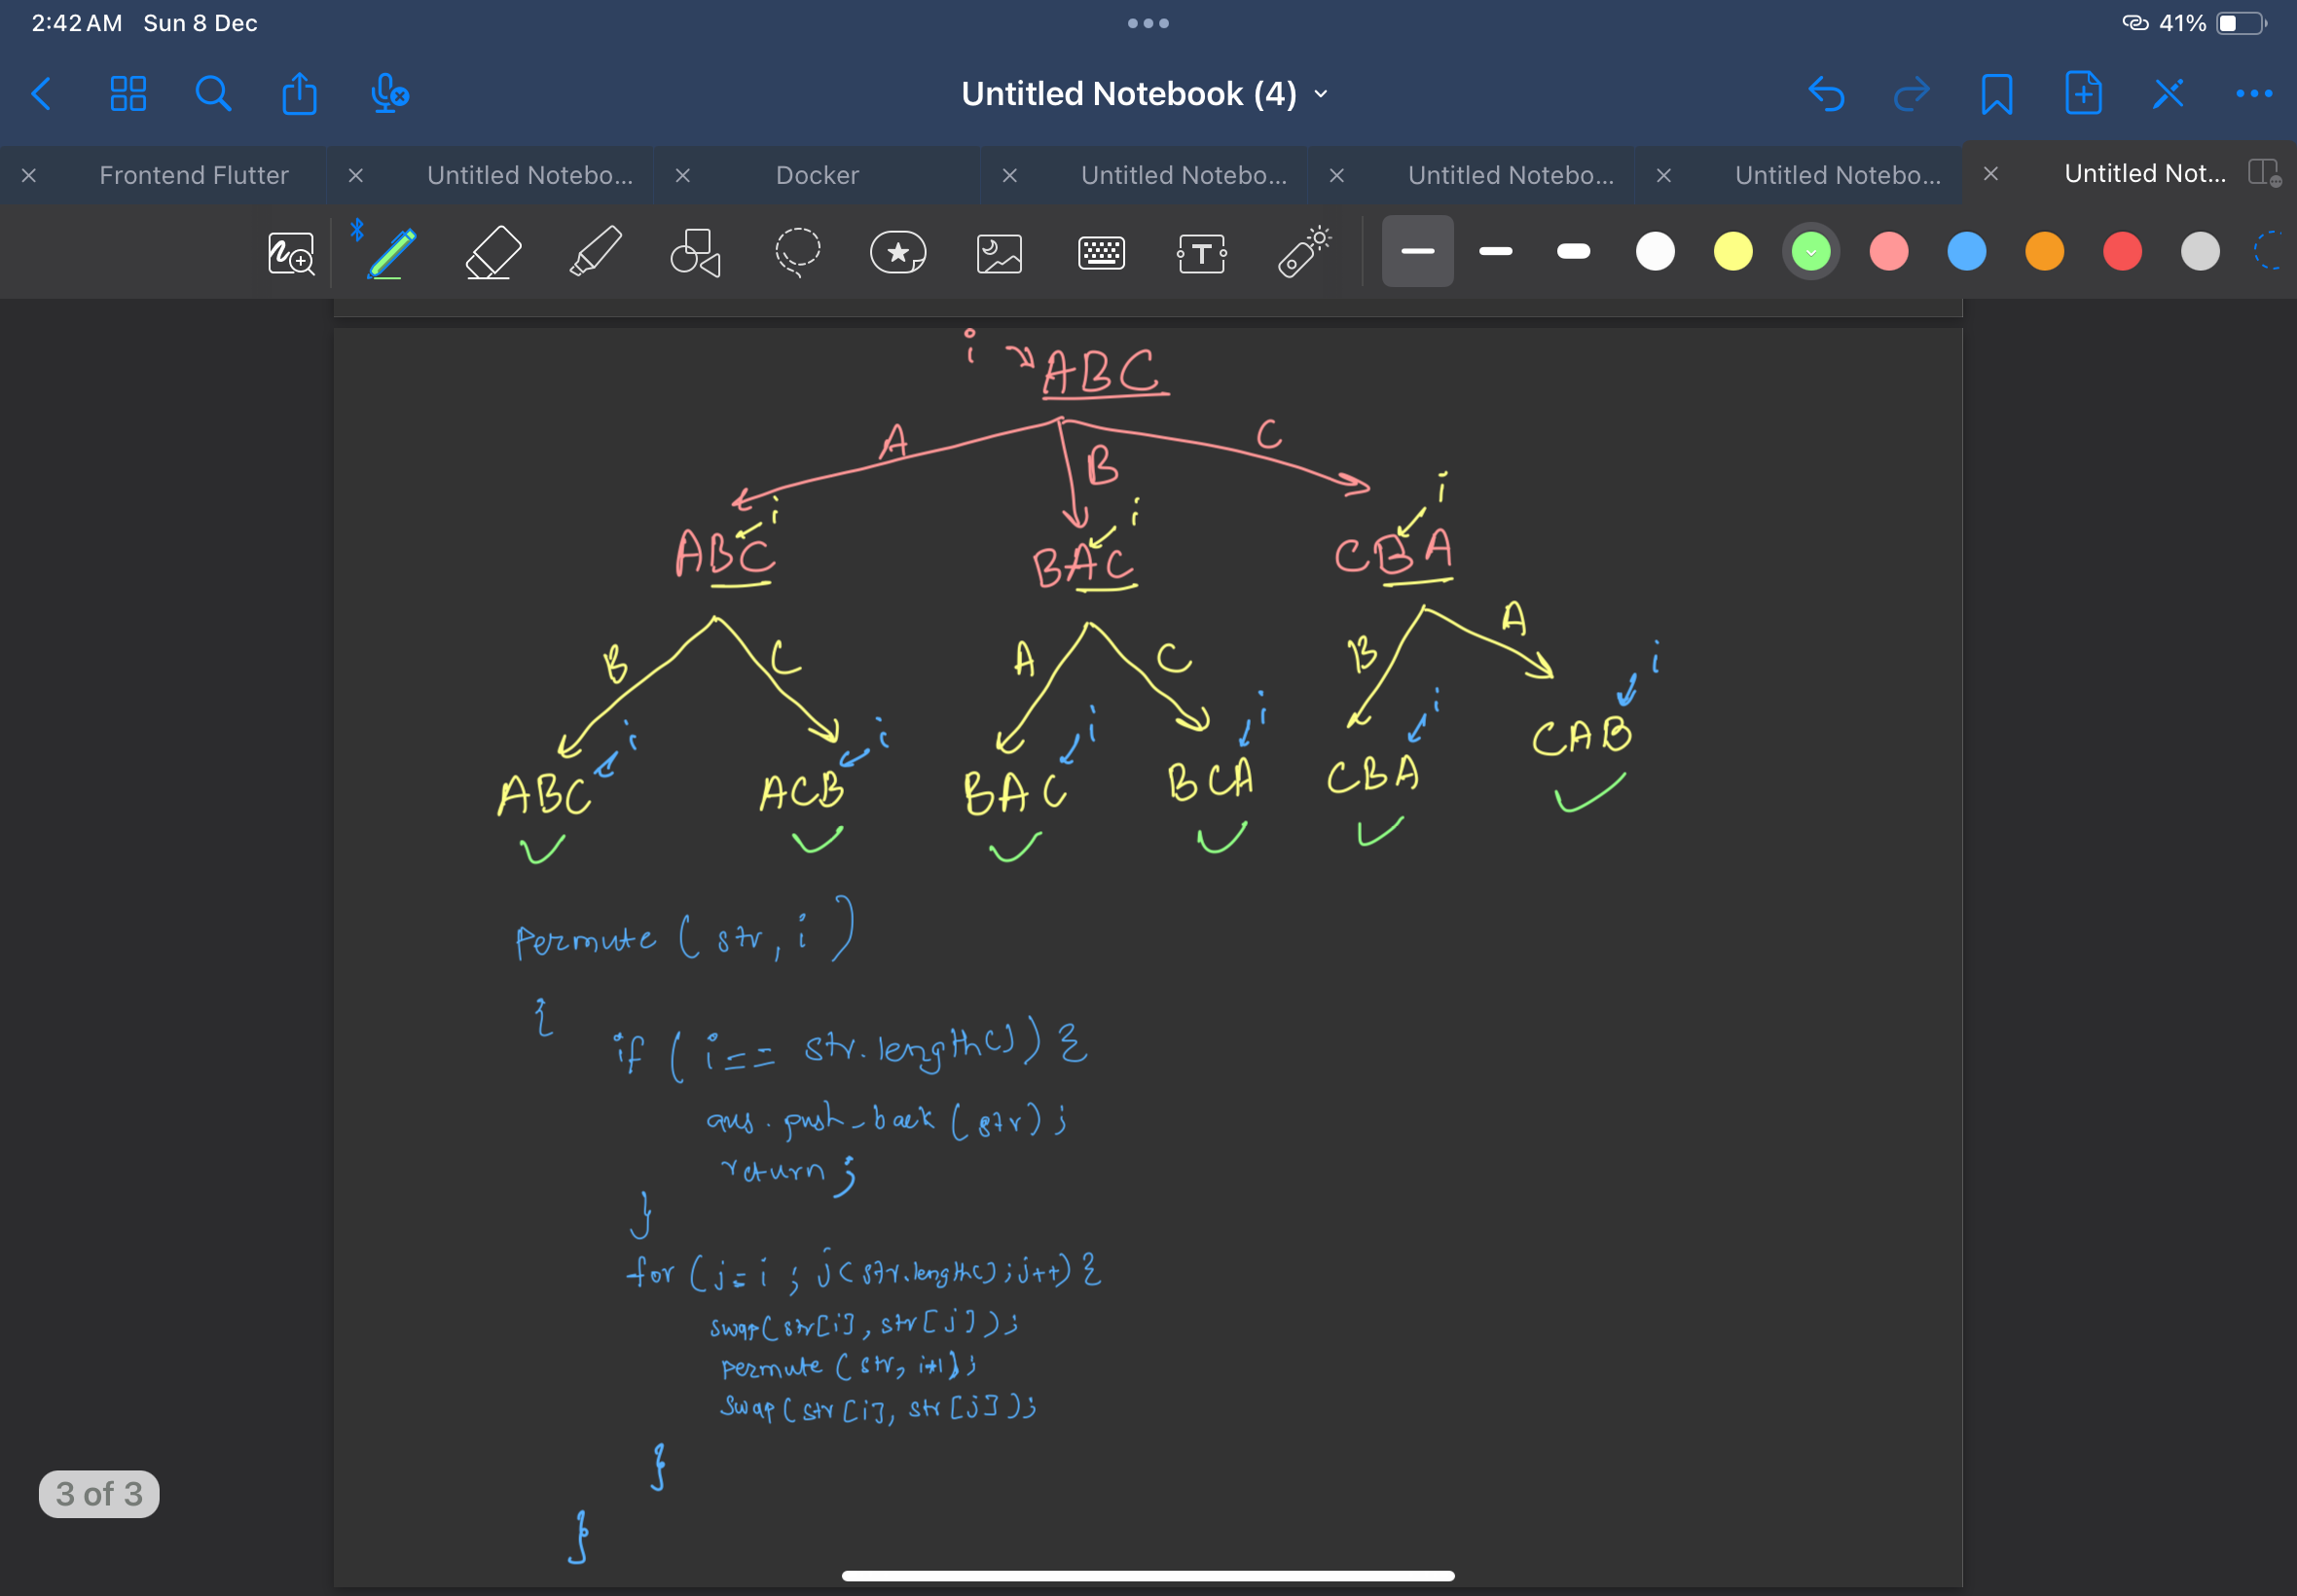 2:42 AM Sun 8 Dec
41%
Untitled Notebook (4)
Frontend Flutter
Untitled Notebo...
Docker
Untitled Notebo...
Untitled Notebo...
Untitled Notebo...
Untitled Not...
T
i ABC
A B C
i i i
ABC BAC CBA
B C A C B A
i i i i i i
ABC ACB BAC BCA CBA CAB
Permute (str, i)
{
if (i == str.length()) {
ans.push_back(str);
return;
}
for (j=i; j<str.length(); j++) {
swap(str[i], str[j]);
permute (str, i+1);
swap(str[i], str[j]);
}
}
3 of 3